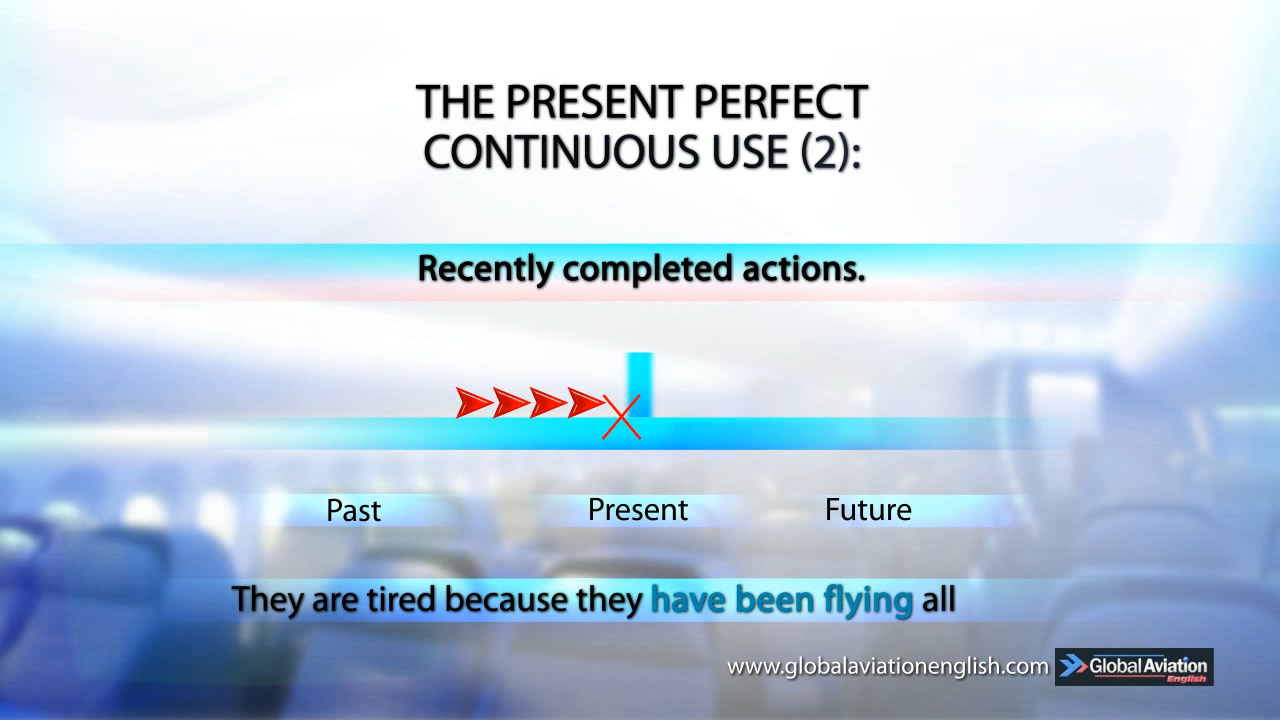 THE PRESENT PERFECT
CONTINUOUS USE (2):
Recently completed actions.
Past Present Future
They are tired because they have been flying all
www.globalaviationenglish.com Global Aviation
English